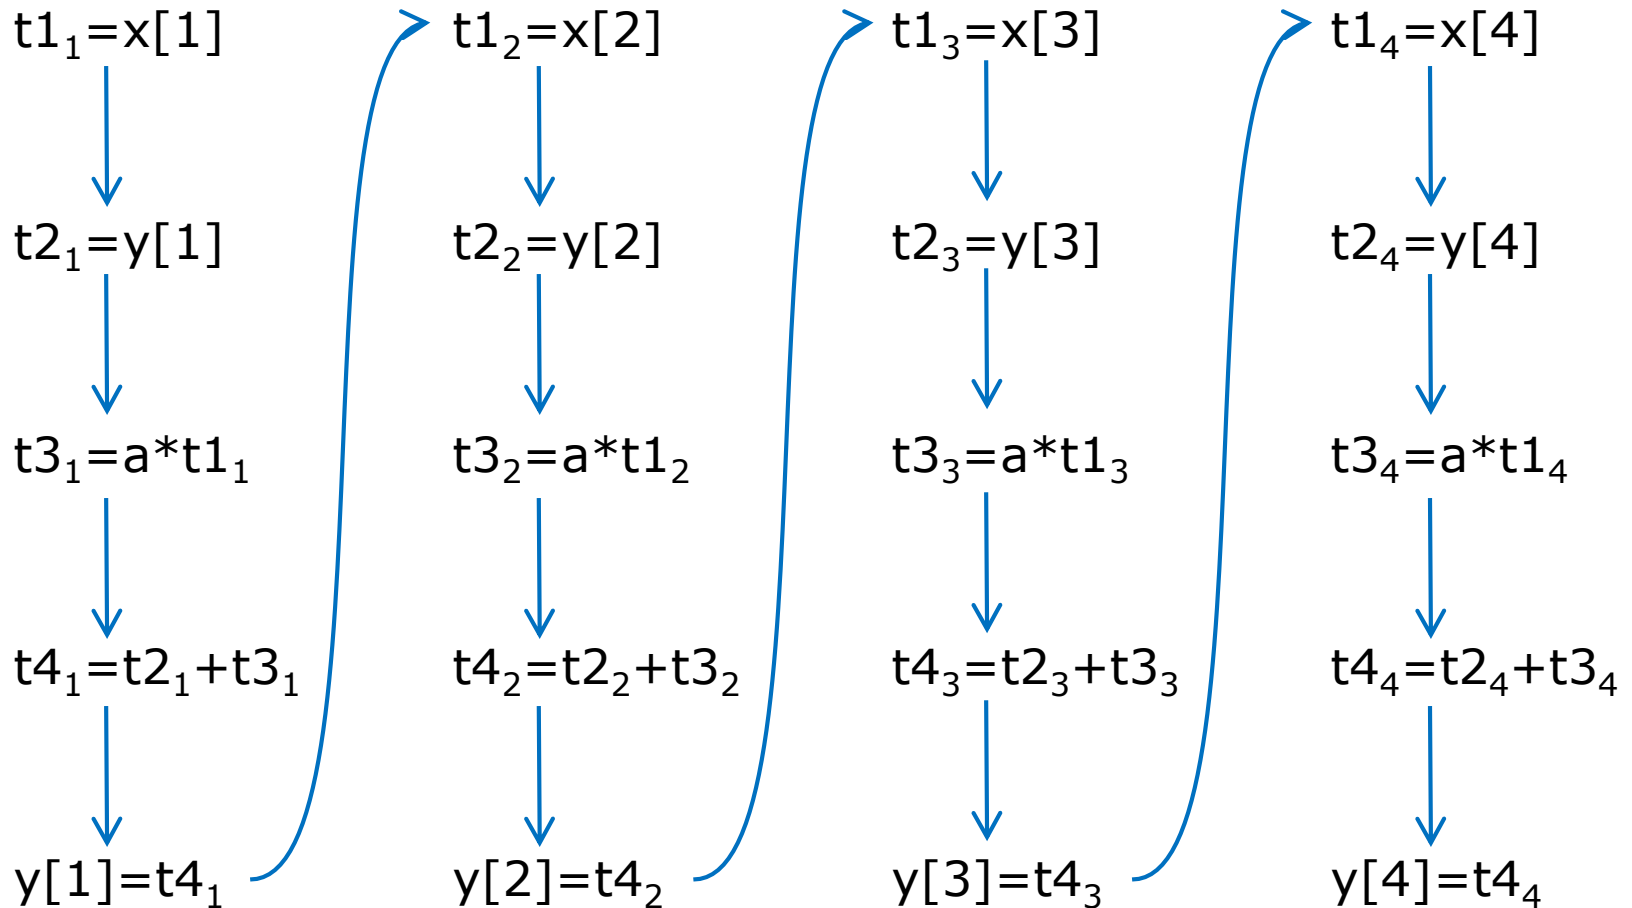 t1₁=x[1]
t2₁=y[1]
t3₁=a*t1₁
t4₁=t2₁+t3₁
y[1]=t4₁
t1₂=x[2]
t2₂=y[2]
t3₂=a*t1₂
t4₂=t2₂+t3₂
y[2]=t4₂
t1₃=x[3]
t2₃=y[3]
t3₃=a*t1₃
t4₃=t2₃+t3₃
y[3]=t4₃
t1₄=x[4]
t2₄=y[4]
t3₄=a*t1₄
t4₄=t2₄+t3₄
y[4]=t4₄